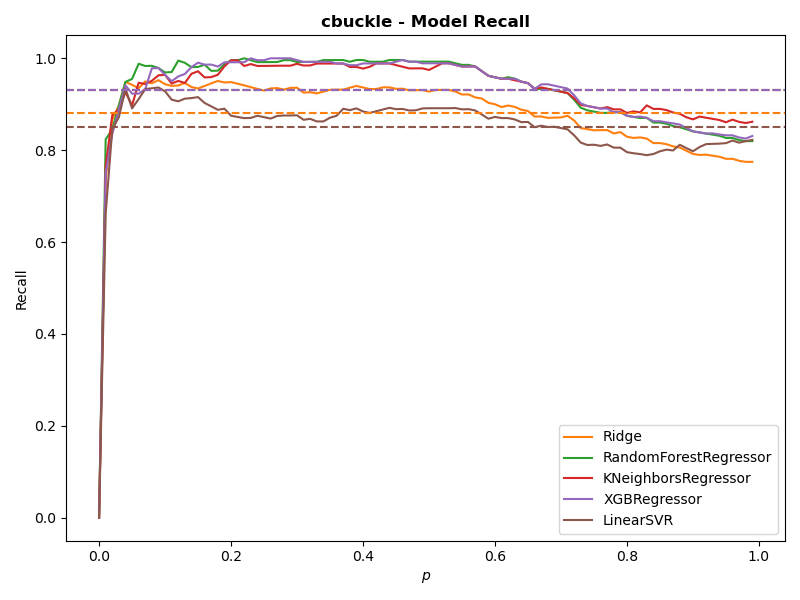 cbuckle - Model Recall
Recall
1.0
0.8
0.6
0.4
0.2
0.0
Ridge
RandomForestRegressor
KNeighborsRegressor
XGBRegressor
LinearSVR
0.0 0.2 0.4 0.6 0.8 1.0
p